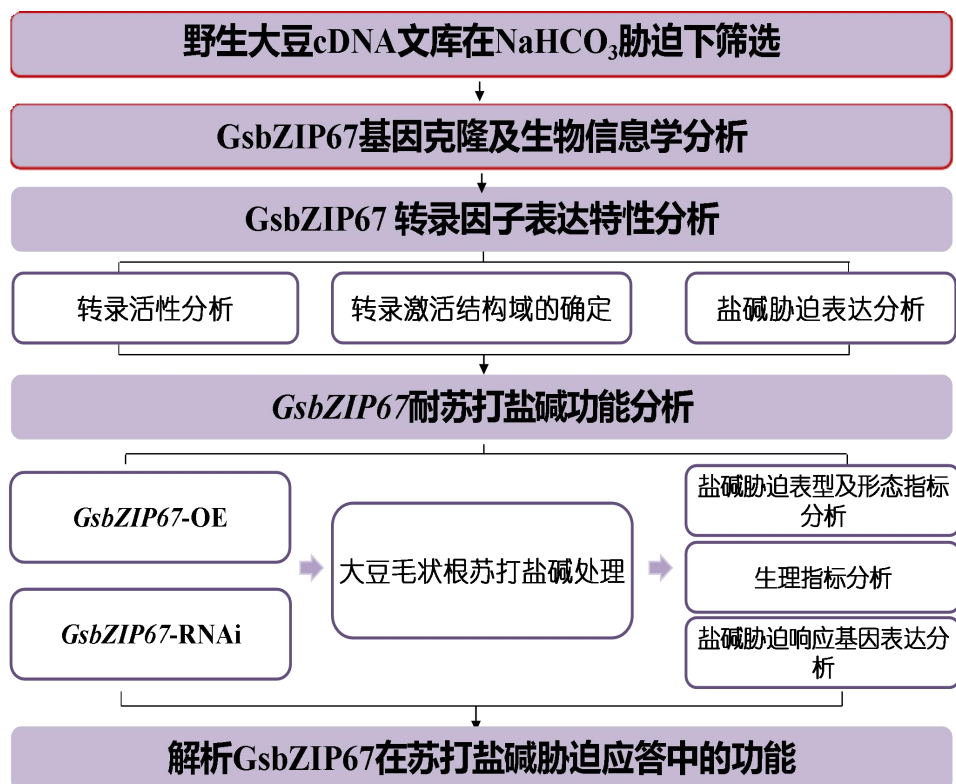 野生大豆cDNA文库在NaHCO₃胁迫下筛选
GsbZIP67基因克隆及生物信息学分析
GsbZIP67 转录因子表达特性分析
转录活性分析
转录激活结构域的确定
盐碱胁迫表达分析
GsbZIP67耐苏打盐碱功能分析
GsbZIP67-OE
GsbZIP67-RNAi
大豆毛状根苏打盐碱处理
盐碱胁迫表型及形态指标
分析
生理指标分析
盐碱胁迫响应基因表达分
析
解析GsbZIP67在苏打盐碱胁迫应答中的功能